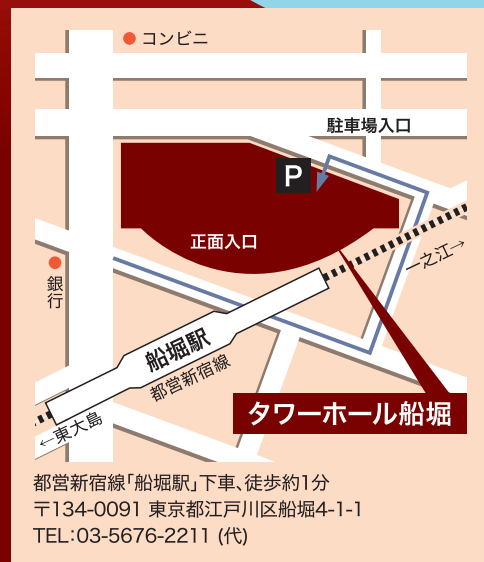 コンビニ
駐車場入口
P
正面入口
一之江→
銀行
船堀駅
都営新宿線
←東大島
タワーホール船堀
都営新宿線「船堀駅」下車、徒歩約1分
〒134-0091 東京都江戸川区船堀4-1-1
TEL:03-5676-2211 (代)